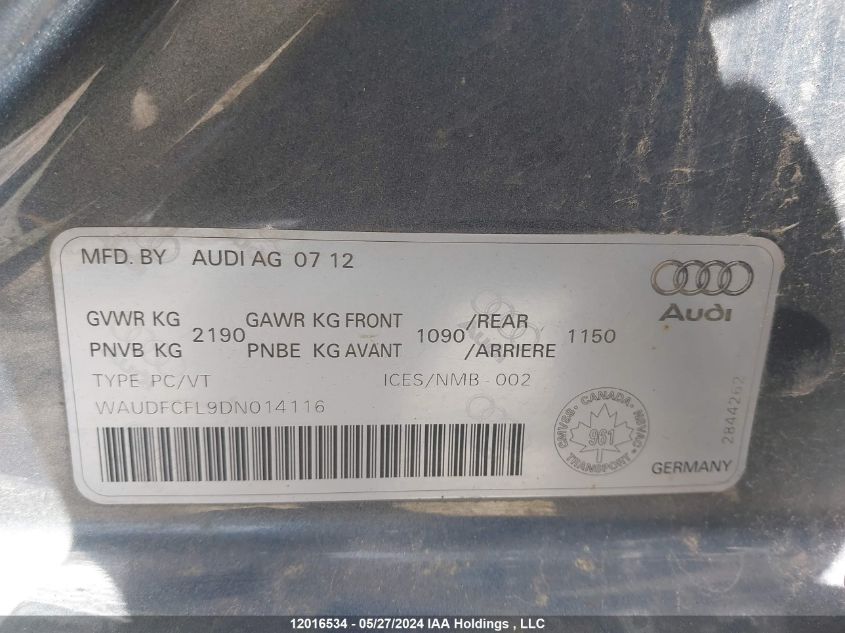 MFD. BY AUDI AG 07 12
Audi
GVWR KG 2190 GAWR KG FRONT 1090 /REAR 1150
PNVB KG PNBE KG AVANT /ARRIERE
TYPE PC/VT ICES/NMB-002
WAUDFCFL9DN014116
CMVSS - CANADA - NSVAC
961
TRANSPORT
2844262
GERMANY
12016534 - 05/27/2024 IAA Holdings , LLC